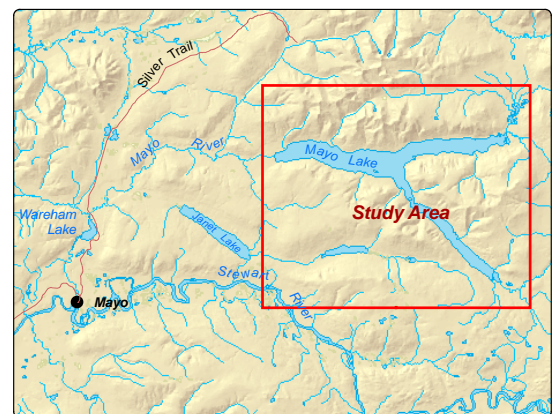 Silver Trail
Mayo River
Mayo Lake
Study Area
Wareham
Lake
Janet Lake
Stewart River
Mayo